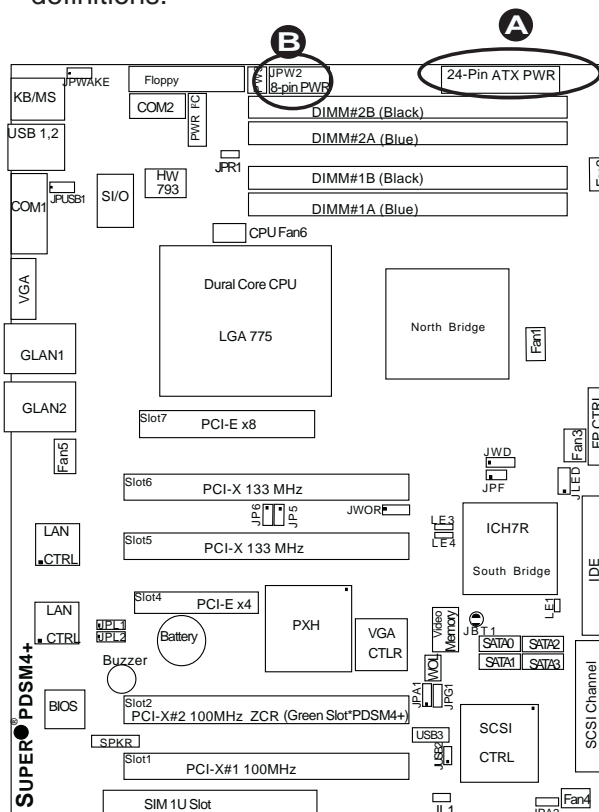 definitions.
B
A
JPWAKE
Floppy
JPW2
8-pin PWR
24-Pin ATX PWR
KB/MS
COM2
PWR I²C
DIMM#2B (Black)
USB 1,2
DIMM#2A (Blue)
JPR1
HW
793
DIMM#1B (Black)
COM1
JPUSB1
SI/O
DIMM#1A (Blue)
CPU Fan6
VGA
Dural Core CPU
LGA 775
North Bridge
Fan1
GLAN1
GLAN2
Slot7
PCI-E x8
FP CTRL
Fan3
Fan5
JWD
JPF
JLED
Slot6
PCI-X 133 MHz
JP6
JP5
JWOR
LAN
CTRL
LE3
LE4
ICH7R
South Bridge
IDE
Slot5
PCI-X 133 MHz
Slot4
PCI-E x4
LAN
CTRL
JPL1
JPL2
Battery
PXH
VGA
CTLR
Video
Memory
JBT1
LE1
SATA0
SATA2
SATA1
SATA3
WOL
Buzzer
BIOS
Slot2
PCI-X#2 100MHz ZCR (Green Slot*PDSM4+)
JPA1
JPG1
SCSI Channel
SUPER® PDSM4+
SPKR
USB3
JUSB2
SCSI
CTRL
Slot1
PCI-X#1 100MHz
SIM 1U Slot
JL1
Fan4